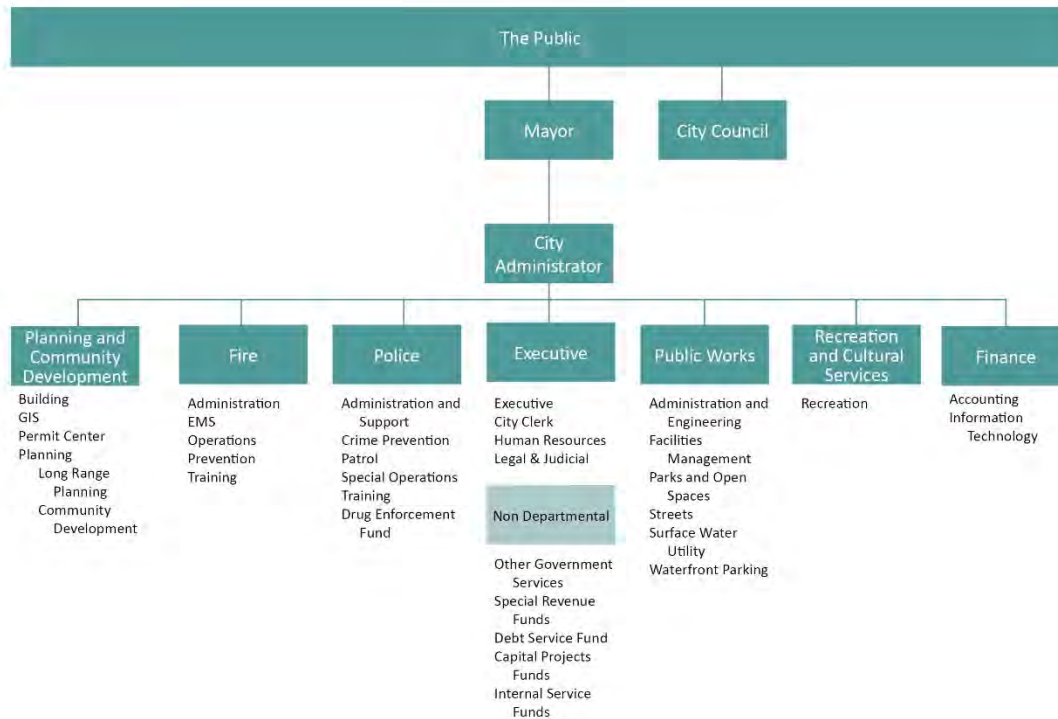 The Public
Mayor
City Council
City
Administrator
Planning and
Community
Development
Building
GIS
Permit Center
Planning
Long Range
Planning
Community
Development
Fire
Administration
EMS
Operations
Prevention
Training
Police
Administration and
Support
Crime Prevention
Patrol
Special Operations
Training
Drug Enforcement
Fund
Executive
Executive
City Clerk
Human Resources
Legal & Judicial
Non Departmental
Other Government
Services
Special Revenue
Funds
Debt Service Fund
Capital Projects
Funds
Internal Service
Funds
Public Works
Administration and
Engineering
Facilities
Management
Parks and Open
Spaces
Streets
Surface Water
Utility
Waterfront Parking
Recreation
and Cultural
Services
Recreation
Finance
Accounting
Information
Technology